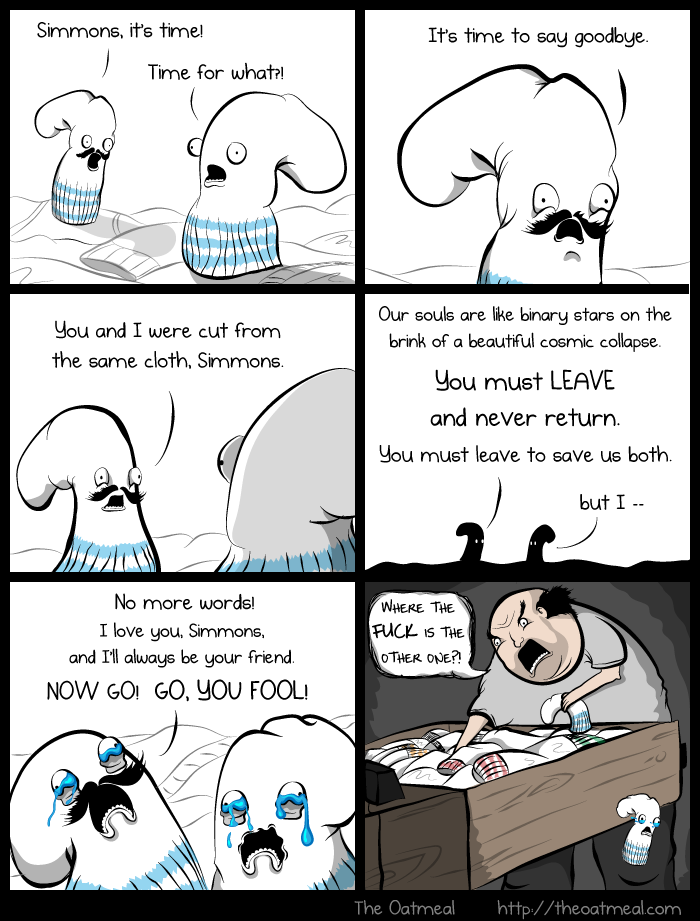 Simmons, it's time!
Time for what?!
It's time to say goodbye.
You and I were cut from
the same cloth, Simmons.
Our souls are like binary stars on the
brink of a beautiful cosmic collapse.
You must LEAVE
and never return.
You must leave to save us both.
but I --
No more words!
I love you, Simmons,
and I'll always be your friend.
NOW GO! GO, YOU FOOL!
WHERE THE
FUCK IS THE
OTHER ONE?!
The Oatmeal http://theoatmeal.com